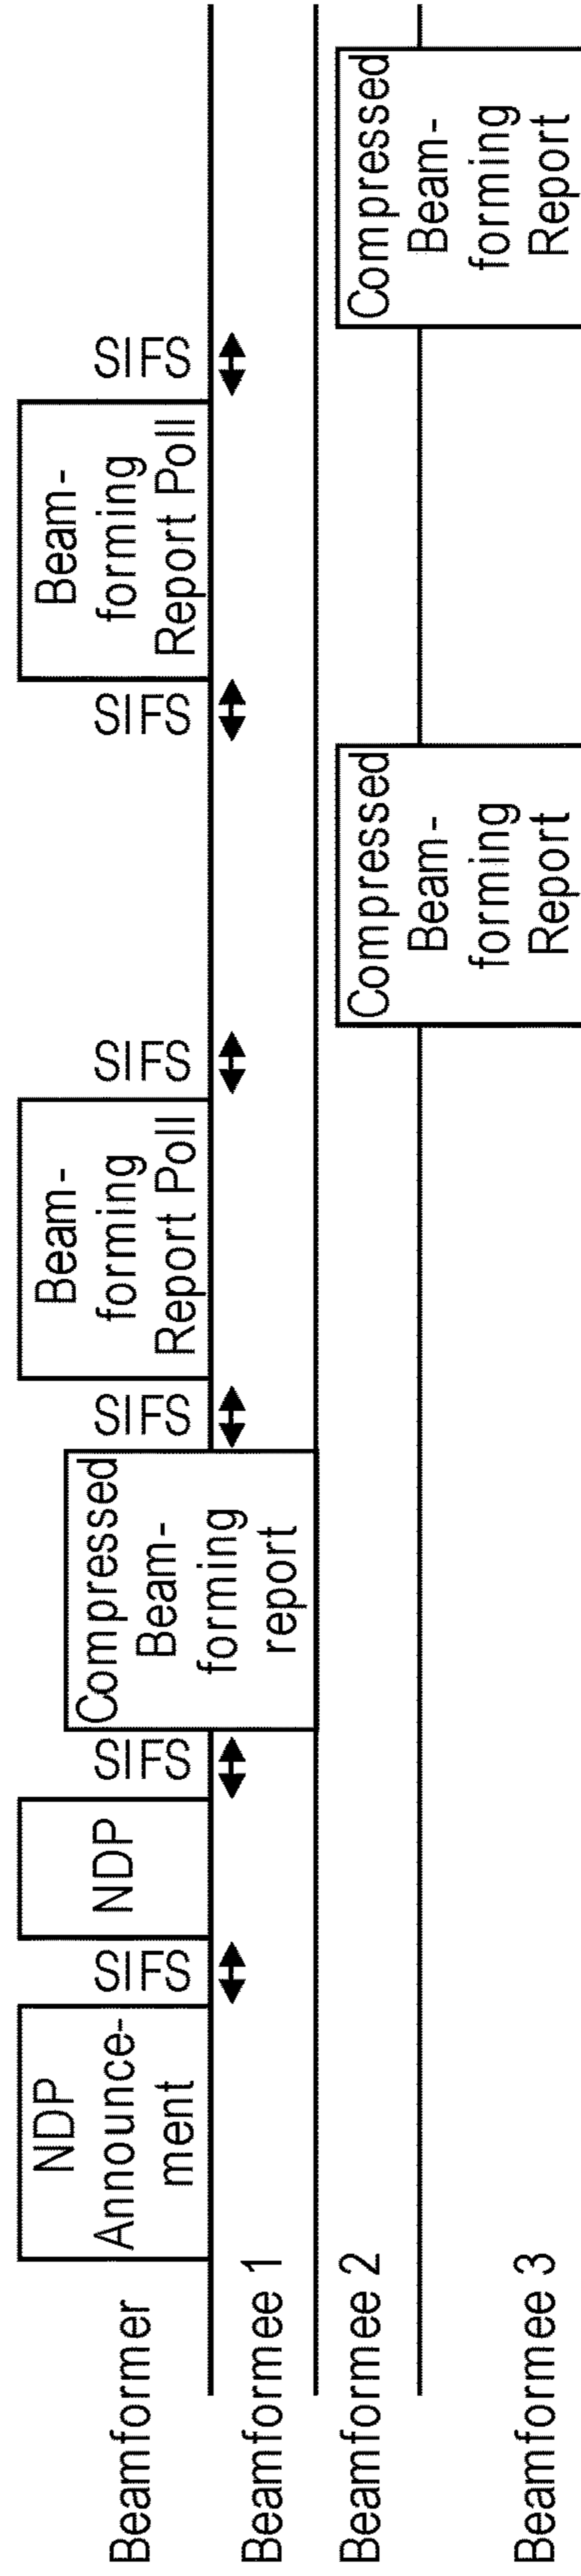 Beamformer
NDP
Announce-
ment
SIFS
NDP
SIFS
Compressed
Beam-
forming
report
SIFS
Beam-
forming
Report Poll
SIFS
SIFS
Beam-
forming
Report Poll
SIFS
Beamformee 1
Beamformee 2
Compressed
Beam-
forming
Report
Compressed
Beam-
forming
Report
Beamformee 3